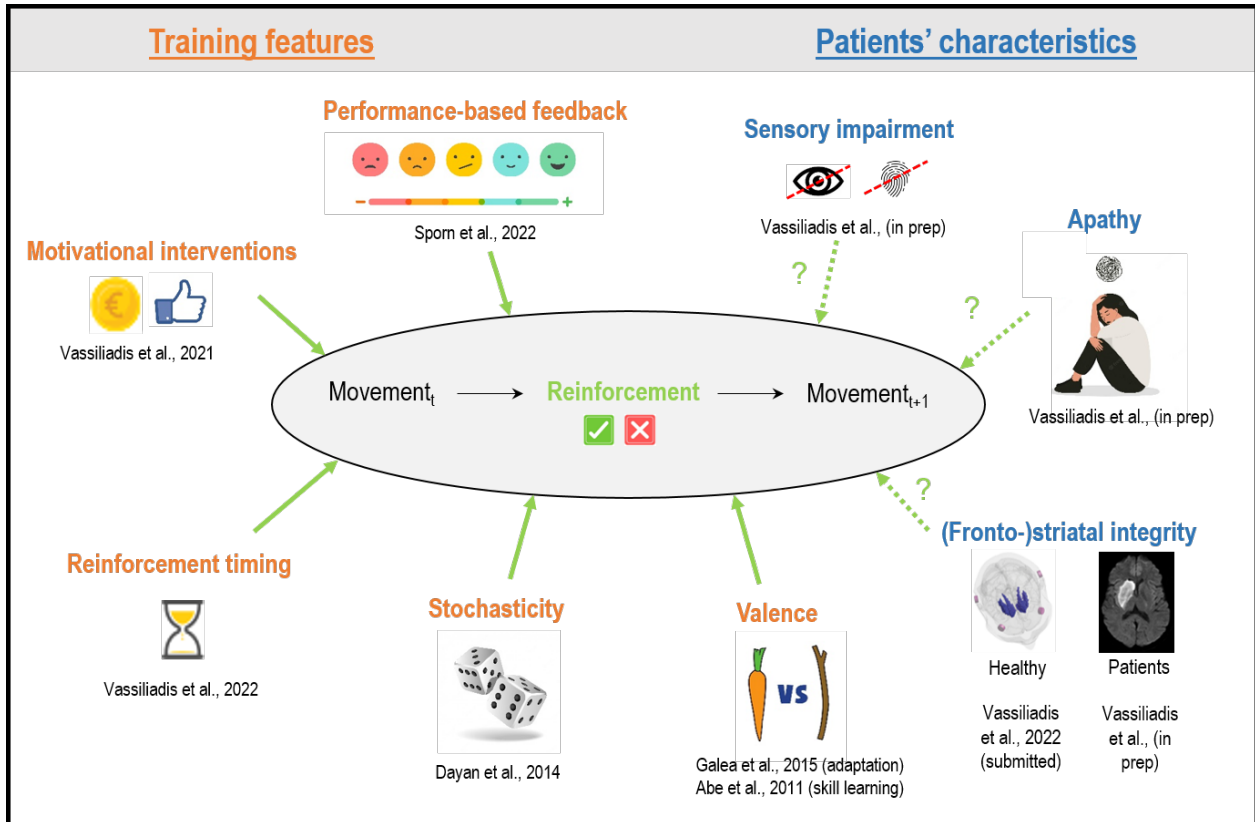 Training features
Patients' characteristics
Performance-based feedback
- +
Sporn et al., 2022
Sensory impairment
Vassiliadis et al., (in prep)
Apathy
Vassiliadis et al., (in prep)
Motivational interventions
€
Vassiliadis et al., 2021
?
?
?
Movement t
Reinforcement
Movement t+1
Reinforcement timing
Vassiliadis et al., 2022
Stochasticity
Dayan et al., 2014
Valence
VS
Galea et al., 2015 (adaptation)
Abe et al., 2011 (skill learning)
(Fronto-)striatal integrity
Healthy
Vassiliadis
et al., 2022
(submitted)
Patients
Vassiliadis
et al., (in
prep)